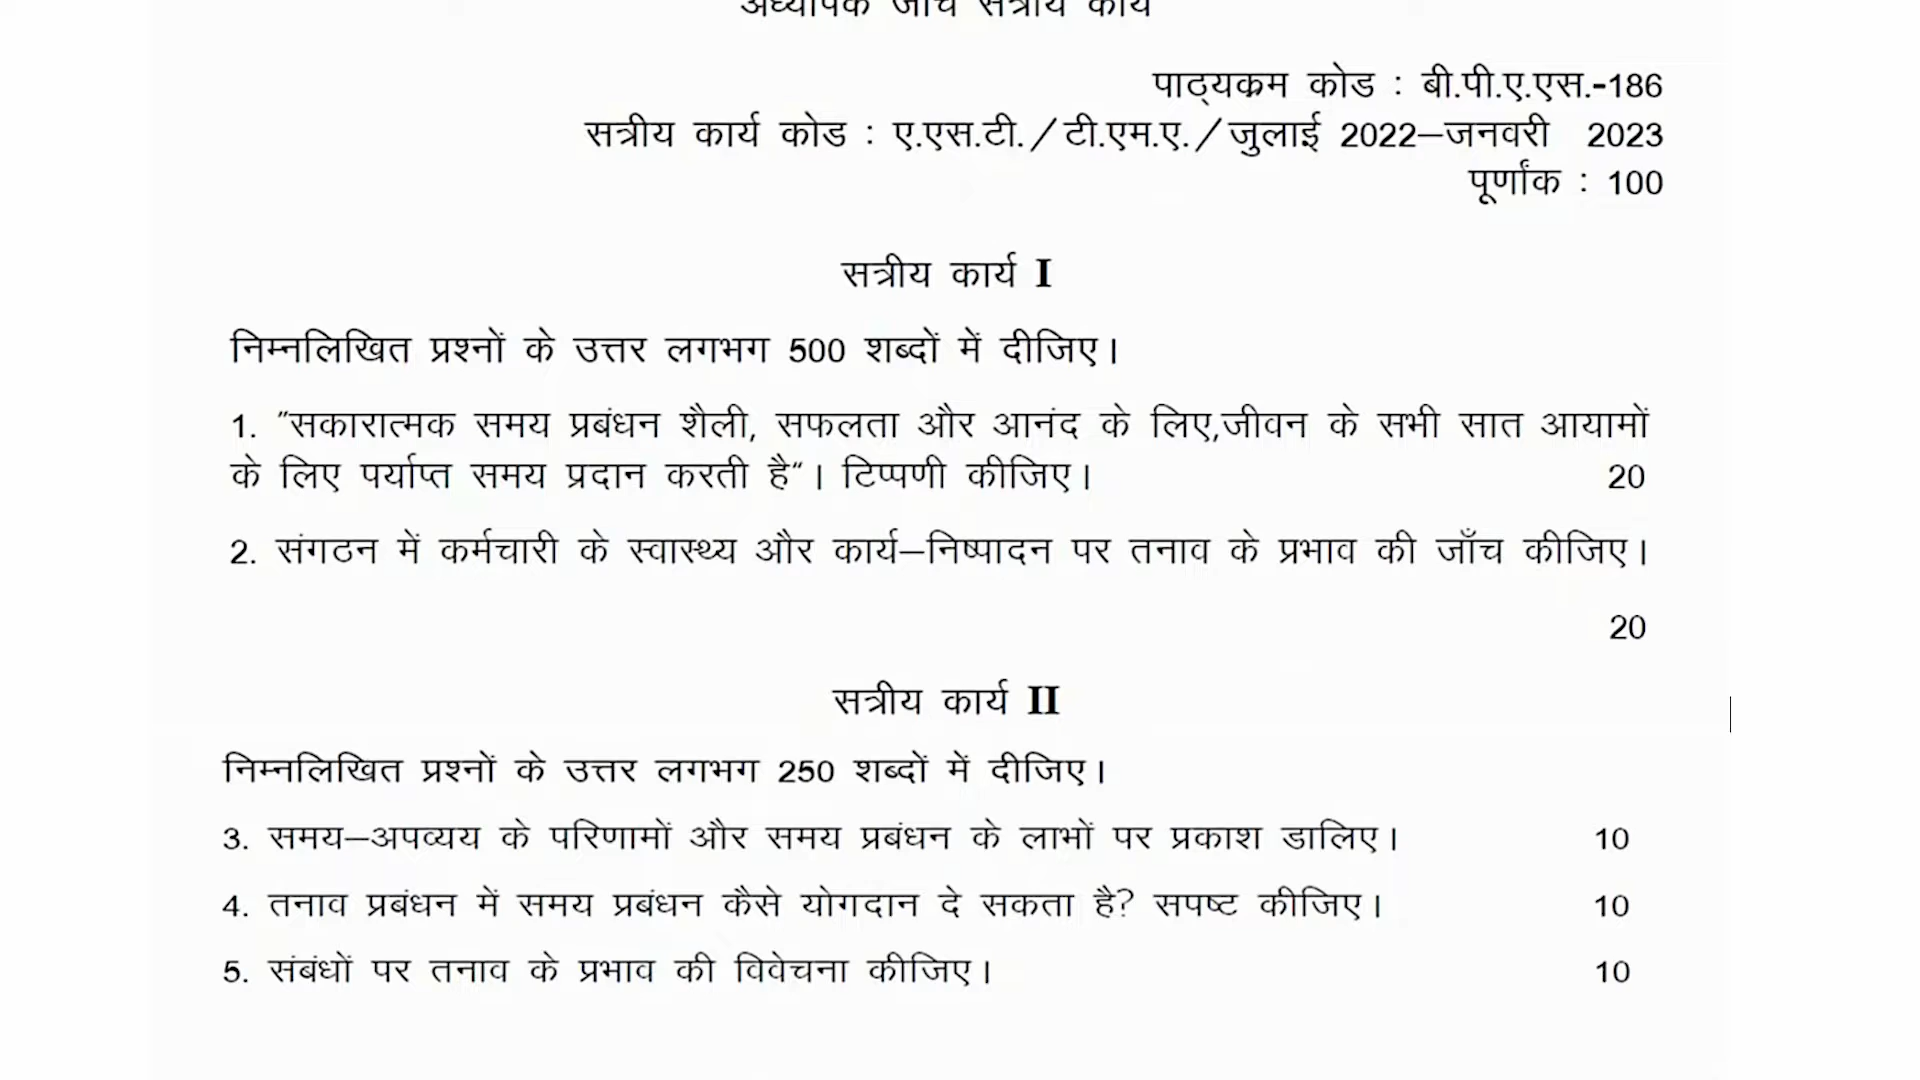 अध्यापक जाँच सत्रीय कार्य
पाठ्यकम कोड : बी.पी.ए.एस.-186
सत्रीय कार्य कोड : ए.एस.टी./टी.एम.ए./जुलाई 2022–जनवरी 2023
पूर्णांक : 100
सत्रीय कार्य I
निम्नलिखित प्रश्नों के उत्तर लगभग 500 शब्दों में दीजिए।
1. "सकारात्मक समय प्रबंधन शैली, सफलता और आनंद के लिए,जीवन के सभी सात आयामों
के लिए पर्याप्त समय प्रदान करती है"। टिप्पणी कीजिए। 20
2. संगठन में कर्मचारी के स्वास्थ्य और कार्य–निष्पादन पर तनाव के प्रभाव की जाँच कीजिए।
20
सत्रीय कार्य II
निम्नलिखित प्रश्नों के उत्तर लगभग 250 शब्दों में दीजिए।
3. समय–अपव्यय के परिणामों और समय प्रबंधन के लाभों पर प्रकाश डालिए। 10
4. तनाव प्रबंधन में समय प्रबंधन कैसे योगदान दे सकता है? सपष्ट कीजिए। 10
5. संबंधों पर तनाव के प्रभाव की विवेचना कीजिए। 10